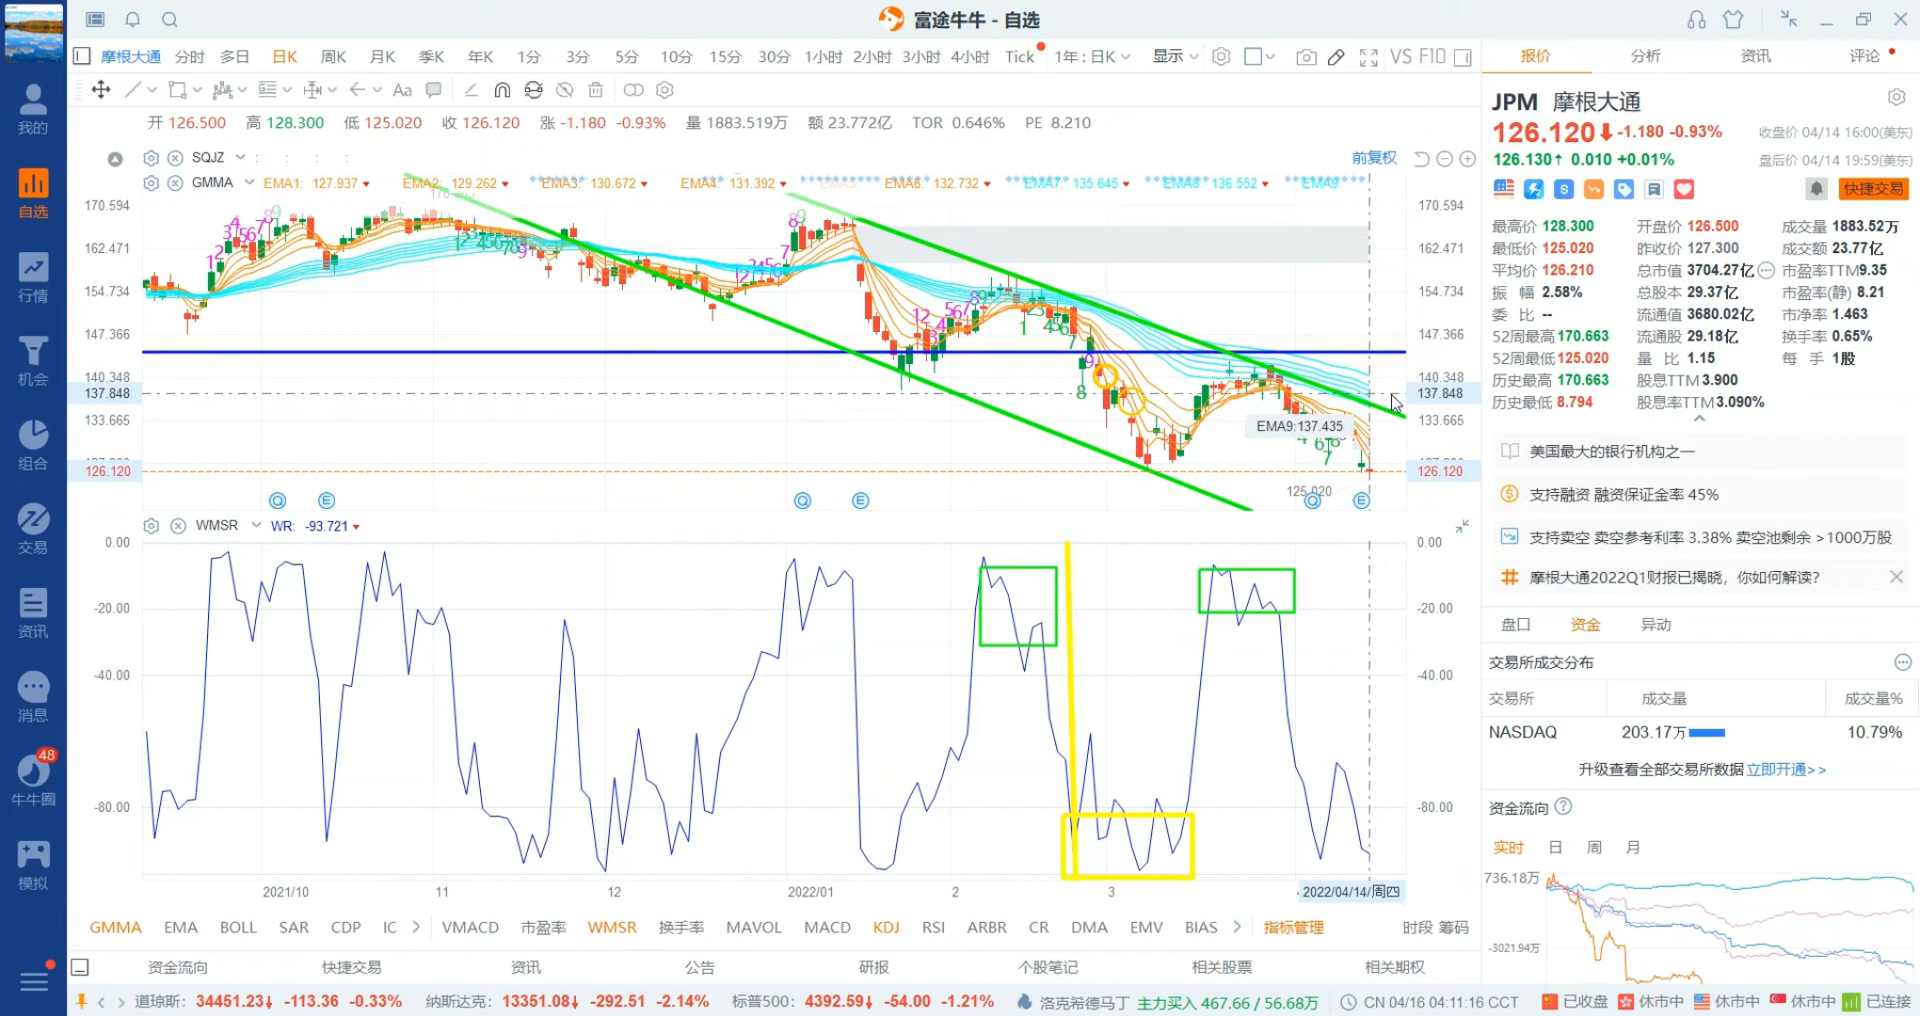 富途牛牛 - 自选
摩根大通 分时 多日 日K 周K 月K 季K 年K 1分 3分 5分 10分 15分 30分 1小时 2小时 3小时 4小时 Tick 1年 : 日K 显示 VS F10
Aa
开 126.500 高 128.300 低 125.020 收 126.120 涨 -1.180 -0.93% 量 1883.519万 额 23.772亿 TOR 0.646% PE 8.210
SQJZ : : : : 前复权
GMMA EMA1: 127.937 EMA2: 129.262 EMA3: 130.672 EMA4: 131.392 EMA6: 132.732 EMA7: 135.645 EMA8: 136.552 EMA9:
170.594 170.594
162.471 162.471
154.734 154.734
147.366 147.366
140.348 140.348
137.848 137.848
133.665 133.665
EMA9:137.435
126.120 126.120
125.020
Q E Q E Q E
WMSR WR: -93.721
0.00 0.00
-20.00 -20.00
-40.00 -40.00
-80.00 -80.00
2021/10 11 12 2022/01 2 3 2022/04/14/周四
GMMA EMA BOLL SAR CDP IC VMACD 市盈率 WMSR 换手率 MAVOL MACD KDJ RSI ARBR CR DMA EMV BIAS 指标管理 时段 筹码
资金流向 快捷交易 资讯 公告 研报 个股笔记 相关股票 相关期权
道琼斯: 34451.23↓ -113.36 -0.33% 纳斯达克: 13351.08↓ -292.51 -2.14% 标普500: 4392.59↓ -54.00 -1.21% 洛克希德马丁 主力买入 467.66 / 56.68万 CN 04/16 04:11:16 CCT 已收盘 休市中 休市中 休市中 已连接
我的
自选
行情
机会
组合
交易
资讯
消息
48
牛牛圈
模拟
报价 分析 资讯 评论
JPM 摩根大通
126.120 -1.180 -0.93% 收盘价 04/14 16:00(美东)
126.130↑ 0.010 +0.01% 盘后价 04/14 19:59(美东)
快捷交易
最高价 128.300 开盘价 126.500 成交量 1883.52万
最低价 125.020 昨收价 127.300 成交额 23.77亿
平均价 126.210 总市值 3704.27亿 市盈率TTM 9.35
振 幅 2.58% 总股本 29.37亿 市盈率(静) 8.21
委 比 -- 流通值 3680.02亿 市净率 1.463
52周最高 170.663 流通股 29.18亿 换手率 0.65%
52周最低 125.020 量 比 1.15 每 手 1股
历史最高 170.663 股息TTM 3.900
历史最低 8.794 股息率TTM 3.090%
美国最大的银行机构之一
支持融资 融资保证金率 45%
支持卖空 卖空参考利率 3.38% 卖空池剩余 >1000万股
摩根大通2022Q1财报已揭晓，你如何解读？
盘口 资金 异动
交易所成交分布
交易所 成交量 成交量%
NASDAQ 203.17万 10.79%
升级查看全部交易所数据 立即开通>>
资金流向
实时 日 周 月
736.18万
-3021.94万